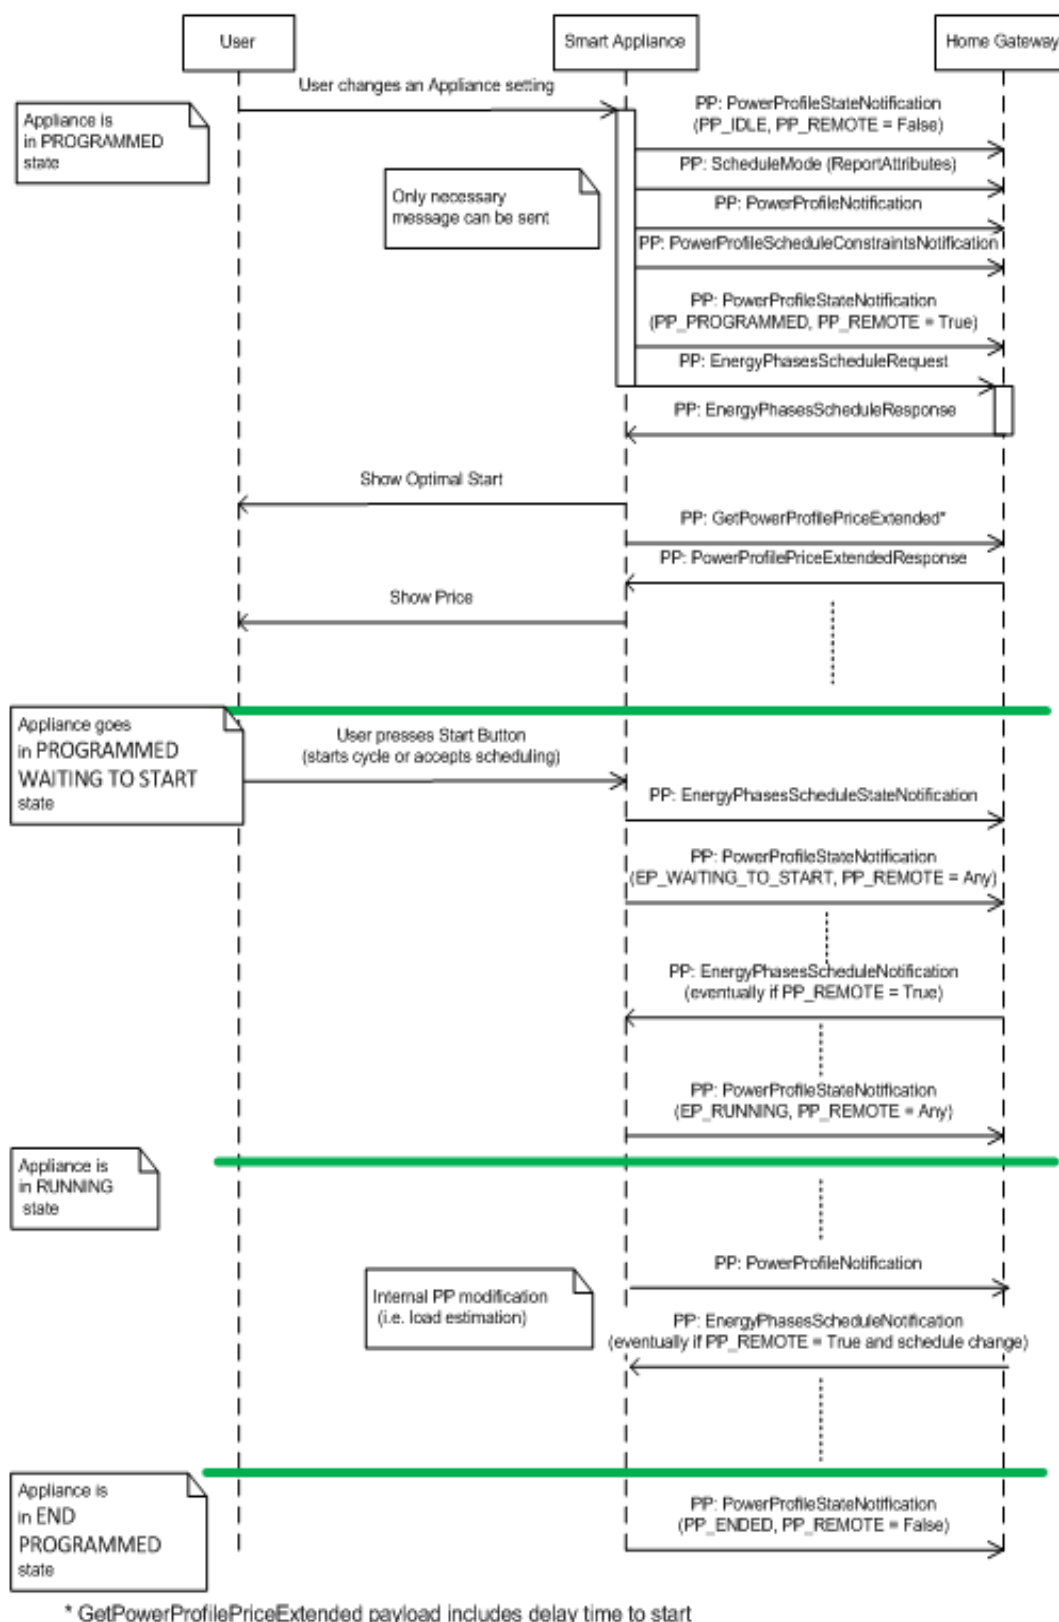 User
Smart Appliance
Home Gateway
User changes an Appliance setting
Appliance is
in PROGRAMMED
state
PP: PowerProfileStateNotification
(PP_IDLE, PP_REMOTE = False)
PP: ScheduleMode (ReportAttributes)
Only necessary
message can be sent
PP: PowerProfileNotification
PP: PowerProfileScheduleConstraintsNotification
PP: PowerProfileStateNotification
(PP_PROGRAMMED, PP_REMOTE = True)
PP: EnergyPhasesScheduleRequest
PP: EnergyPhasesScheduleResponse
Show Optimal Start
PP: GetPowerProfilePriceExtended*
PP: PowerProfilePriceExtendedResponse
Show Price
Appliance goes
in PROGRAMMED
WAITING TO START
state
User presses Start Button
(starts cycle or accepts scheduling)
PP: EnergyPhasesScheduleStateNotification
PP: PowerProfileStateNotification
(EP_WAITING_TO_START, PP_REMOTE = Any)
PP: EnergyPhasesScheduleNotification
(eventually if PP_REMOTE = True)
PP: PowerProfileStateNotification
(EP_RUNNING, PP_REMOTE = Any)
Appliance is
in RUNNING
state
PP: PowerProfileNotification
Internal PP modification
(i.e. load estimation)
PP: EnergyPhasesScheduleNotification
(eventually if PP_REMOTE = True and schedule change)
Appliance is
in END
PROGRAMMED
state
PP: PowerProfileStateNotification
(PP_ENDED, PP_REMOTE = False)
* GetPowerProfilePriceExtended payload includes delay time to start